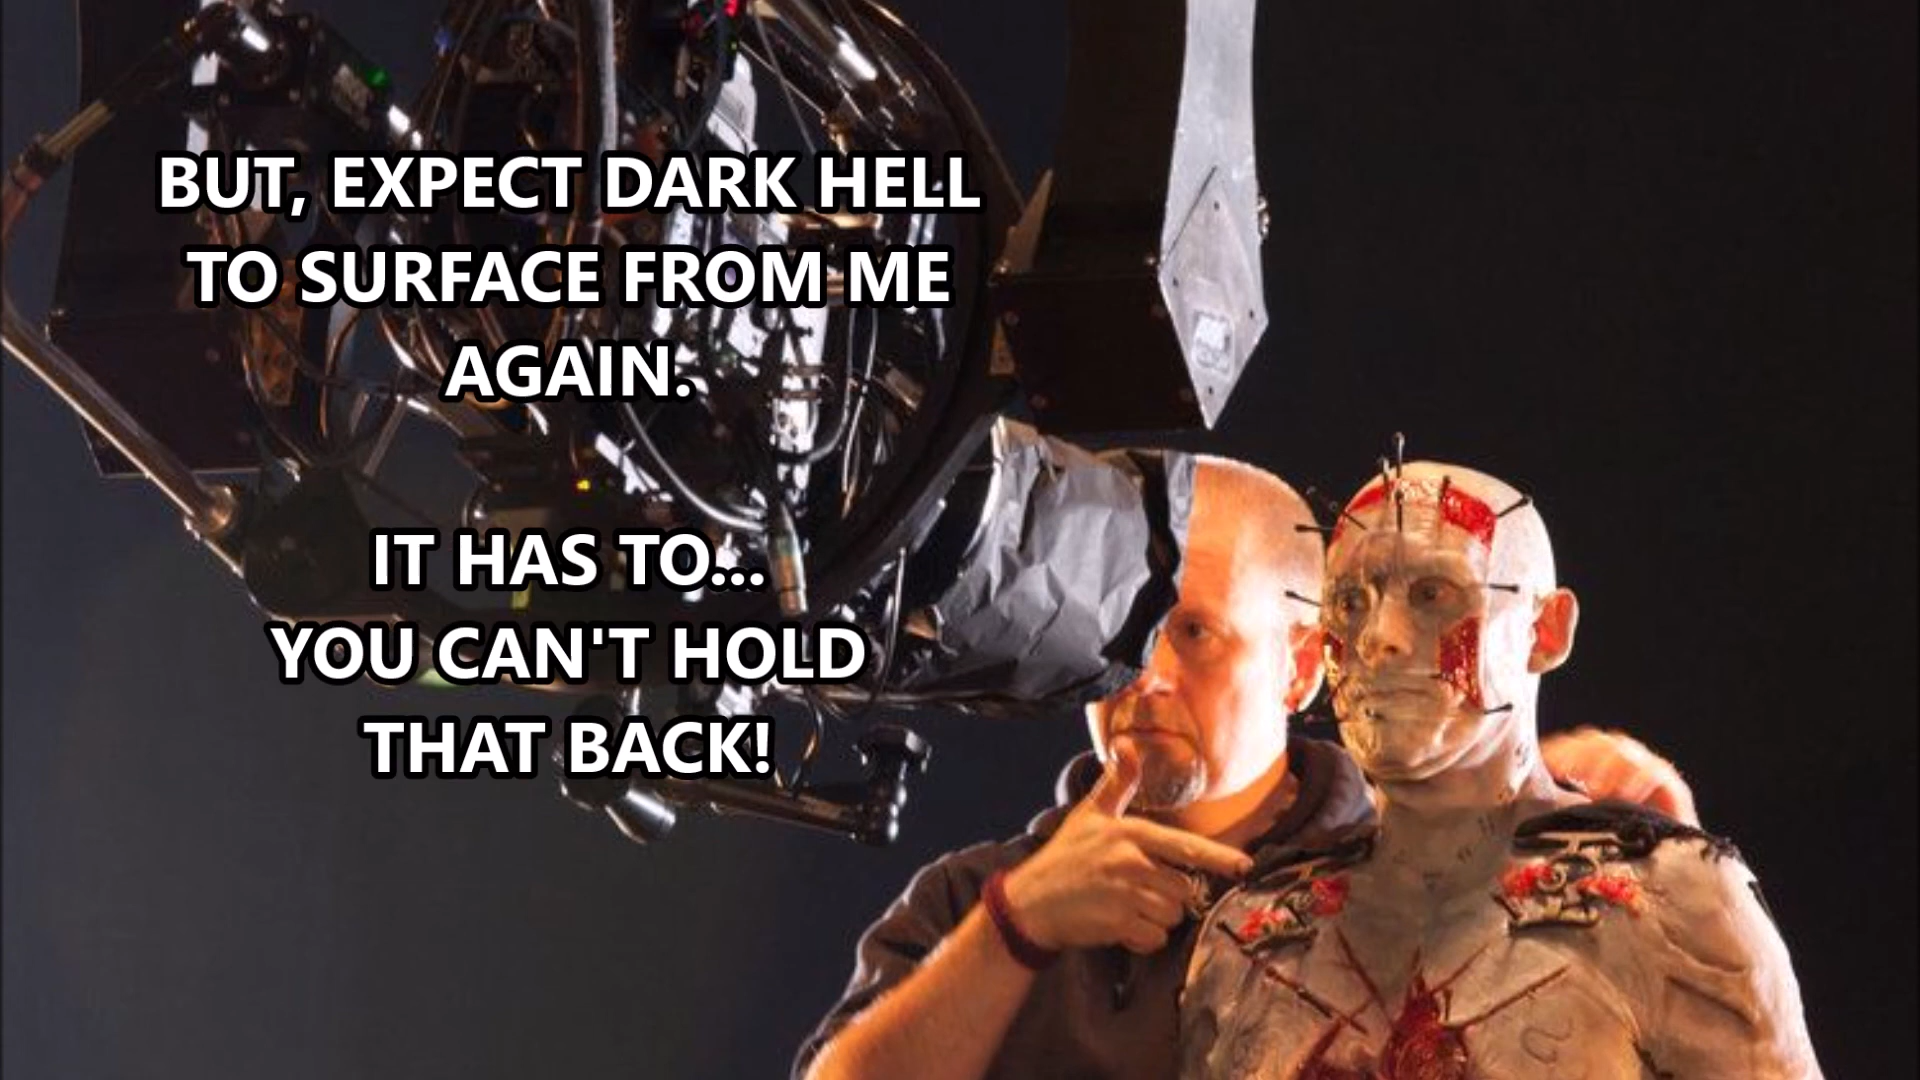 BUT, EXPECT DARK HELL
TO SURFACE FROM ME
AGAIN.
IT HAS TO...
YOU CAN'T HOLD
THAT BACK!